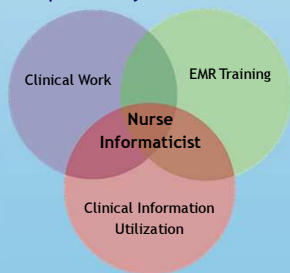 Clinical Work
EMR Training
Nurse
Informaticist
Clinical Information
Utilization